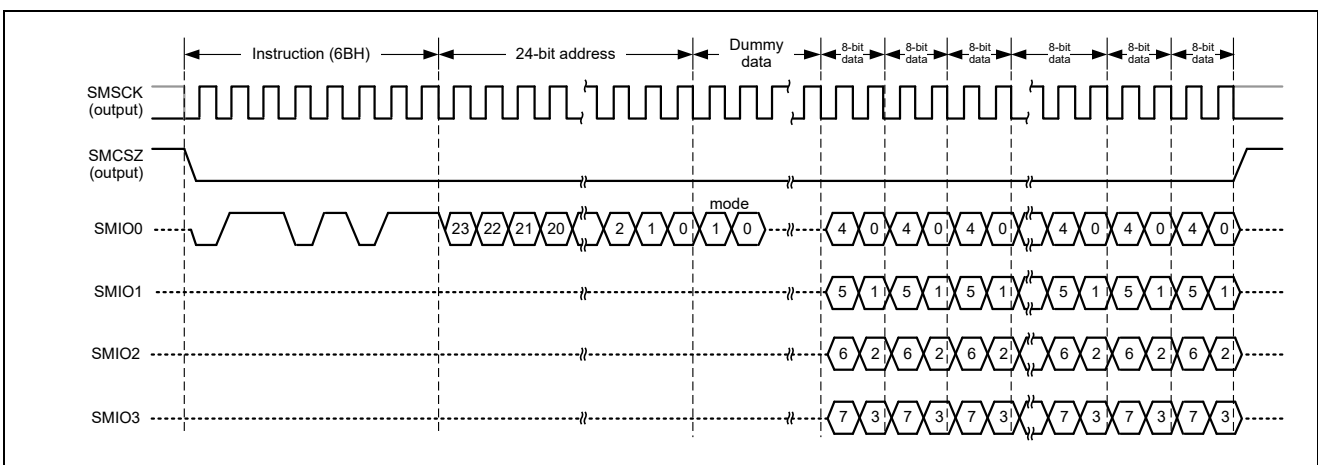 Instruction (6BH) 24-bit address Dummy data 8-bit data 8-bit data 8-bit data 8-bit data 8-bit data 8-bit data
SMSCK
(output)
SMCSZ
(output)
mode
SMIO0 23 22 21 20 2 1 0 1 0 4 0 4 0 4 0 4 0 4 0 4 0
SMIO1 5 1 5 1 5 1 5 1 5 1 5 1
SMIO2 6 2 6 2 6 2 6 2 6 2 6 2
SMIO3 7 3 7 3 7 3 7 3 7 3 7 3